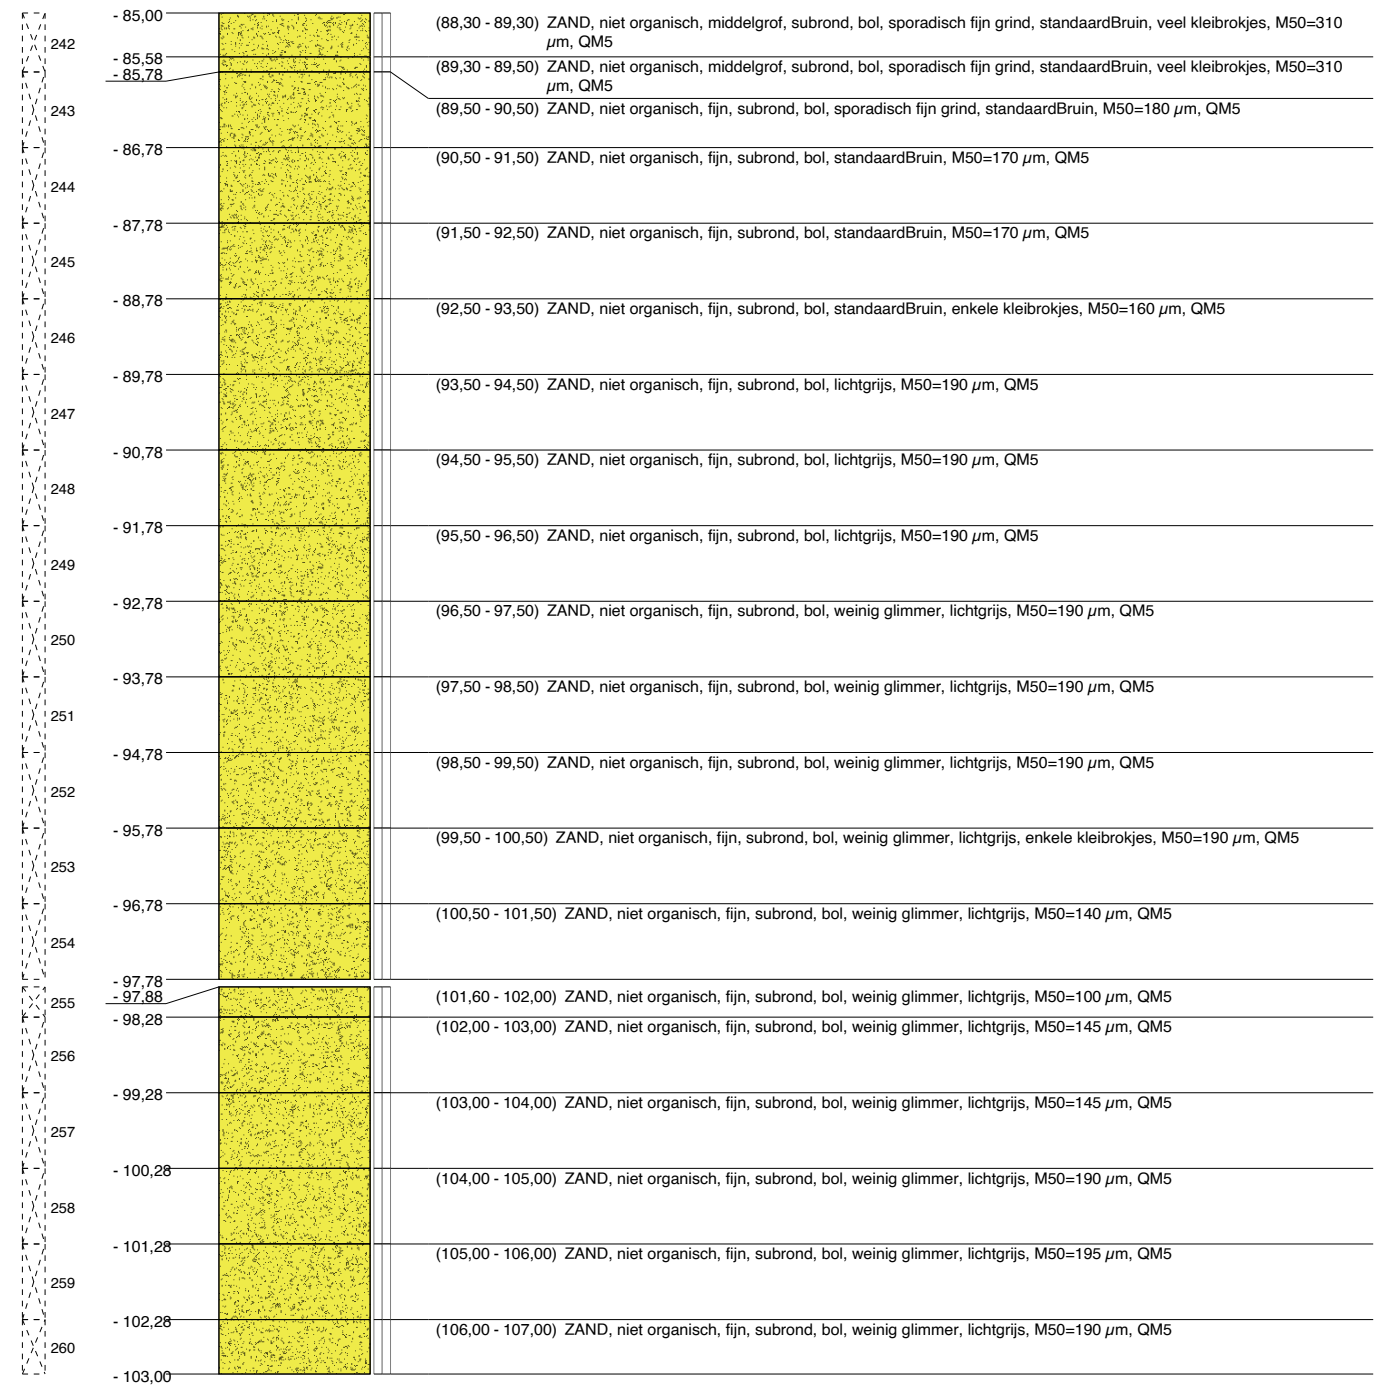 - 85,00
(88,30 - 89,30) ZAND, niet organisch, middelgrof, subrond, bol, sporadisch fijn grind, standaardBruin, veel kleibrokjes, M50=310
µm, QM5
242
- 85,58
(89,30 - 89,50) ZAND, niet organisch, middelgrof, subrond, bol, sporadisch fijn grind, standaardBruin, veel kleibrokjes, M50=310
µm, QM5
- 85,78
(89,50 - 90,50) ZAND, niet organisch, fijn, subrond, bol, sporadisch fijn grind, standaardBruin, M50=180 µm, QM5
243
- 86,78
(90,50 - 91,50) ZAND, niet organisch, fijn, subrond, bol, standaardBruin, M50=170 µm, QM5
244
- 87,78
(91,50 - 92,50) ZAND, niet organisch, fijn, subrond, bol, standaardBruin, M50=170 µm, QM5
245
- 88,78
(92,50 - 93,50) ZAND, niet organisch, fijn, subrond, bol, standaardBruin, enkele kleibrokjes, M50=160 µm, QM5
246
- 89,78
(93,50 - 94,50) ZAND, niet organisch, fijn, subrond, bol, lichtgrijs, M50=190 µm, QM5
247
- 90,78
(94,50 - 95,50) ZAND, niet organisch, fijn, subrond, bol, lichtgrijs, M50=190 µm, QM5
248
- 91,78
(95,50 - 96,50) ZAND, niet organisch, fijn, subrond, bol, lichtgrijs, M50=190 µm, QM5
249
- 92,78
(96,50 - 97,50) ZAND, niet organisch, fijn, subrond, bol, weinig glimmer, lichtgrijs, M50=190 µm, QM5
250
- 93,78
(97,50 - 98,50) ZAND, niet organisch, fijn, subrond, bol, weinig glimmer, lichtgrijs, M50=190 µm, QM5
251
- 94,78
(98,50 - 99,50) ZAND, niet organisch, fijn, subrond, bol, weinig glimmer, lichtgrijs, M50=190 µm, QM5
252
- 95,78
(99,50 - 100,50) ZAND, niet organisch, fijn, subrond, bol, weinig glimmer, lichtgrijs, enkele kleibrokjes, M50=190 µm, QM5
253
- 96,78
(100,50 - 101,50) ZAND, niet organisch, fijn, subrond, bol, weinig glimmer, lichtgrijs, M50=140 µm, QM5
254
- 97,78
- 97,88
(101,60 - 102,00) ZAND, niet organisch, fijn, subrond, bol, weinig glimmer, lichtgrijs, M50=100 µm, QM5
255
- 98,28
(102,00 - 103,00) ZAND, niet organisch, fijn, subrond, bol, weinig glimmer, lichtgrijs, M50=145 µm, QM5
256
- 99,28
(103,00 - 104,00) ZAND, niet organisch, fijn, subrond, bol, weinig glimmer, lichtgrijs, M50=145 µm, QM5
257
- 100,28
(104,00 - 105,00) ZAND, niet organisch, fijn, subrond, bol, weinig glimmer, lichtgrijs, M50=190 µm, QM5
258
- 101,28
(105,00 - 106,00) ZAND, niet organisch, fijn, subrond, bol, weinig glimmer, lichtgrijs, M50=195 µm, QM5
259
- 102,28
(106,00 - 107,00) ZAND, niet organisch, fijn, subrond, bol, weinig glimmer, lichtgrijs, M50=190 µm, QM5
260
- 103,00